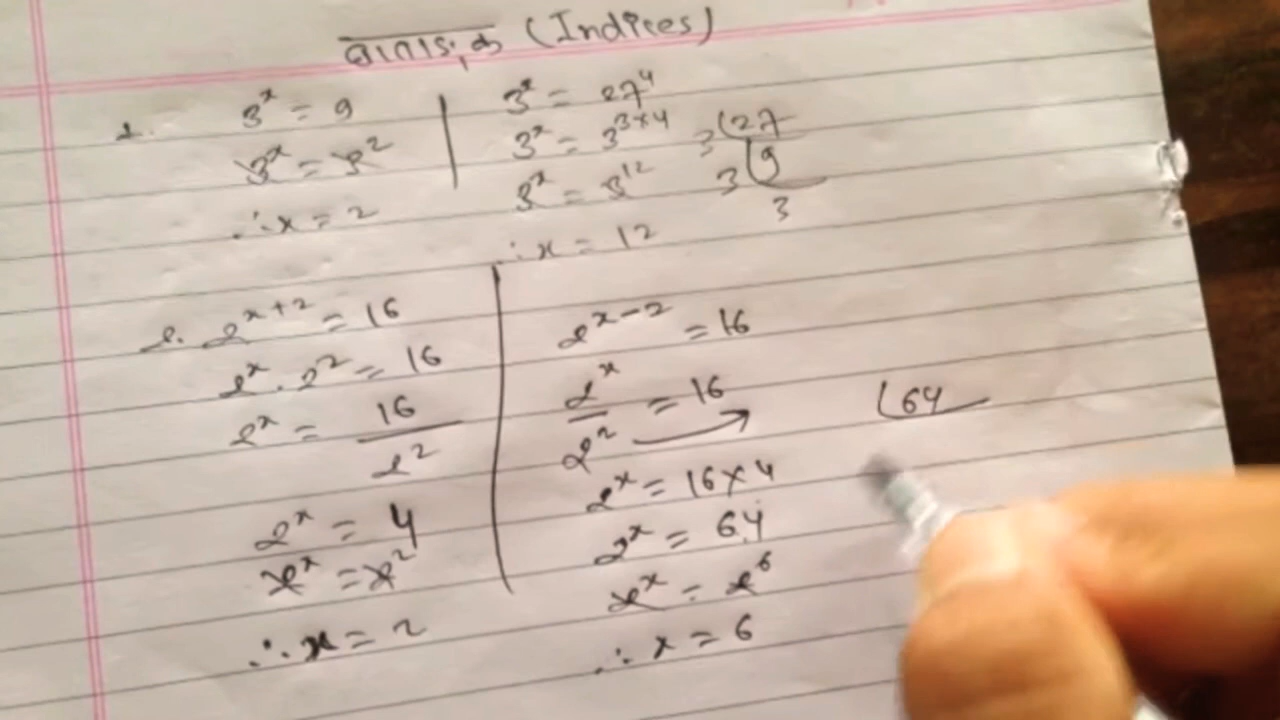 घाताङ्क (Indices)
1. 3^x = 9
3^x = 3^2
∴ x = 2
3^x = 27^4
3^x = 3^{3×4}
3^x = 3^{12}
∴ x = 12
3 27
3 9
3
2. 2^{x+2} = 16
2^x . 2^2 = 16
2^x = 16/2^2
2^x = 4
2^x = 2^2
∴ x = 2
2^{x-2} = 16
2^x/2^2 = 16
2^x = 16×4
2^x = 64
2^x = 2^6
∴ x = 6
64